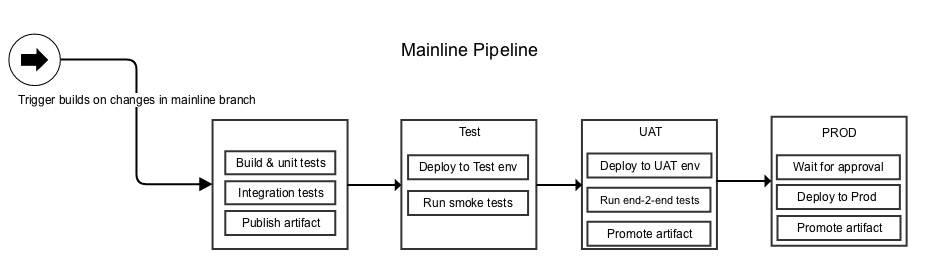 Mainline Pipeline
Trigger builds on changes in mainline branch
Build & unit tests
Integration tests
Publish artifact
Test
Deploy to Test env
Run smoke tests
UAT
Deploy to UAT env
Run end-2-end tests
Promote artifact
PROD
Wait for approval
Deploy to Prod
Promote artifact